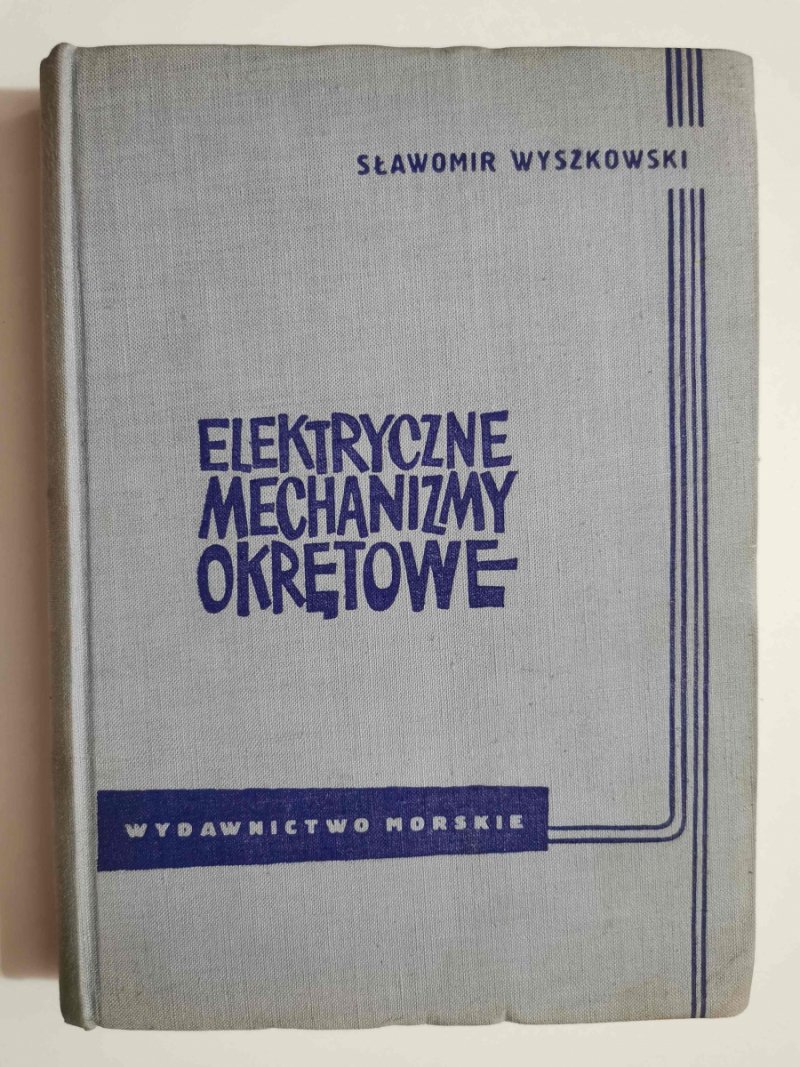 SŁAWOMIR WYSZKOWSKI
ELEKTRYCZNE
MECHANIZMY
OKRĘTOWE
WYDAWNICTWO MORSKIE